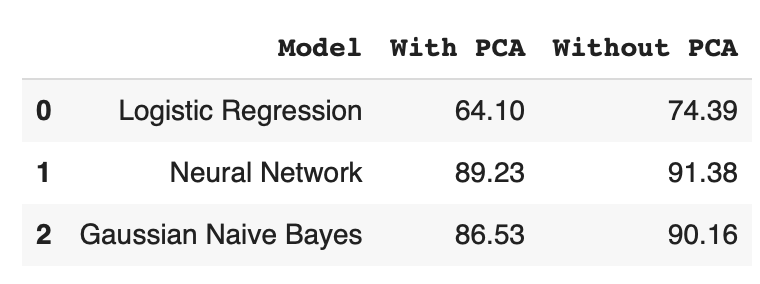 Model With PCA Without PCA
0 Logistic Regression 64.10 74.39
1 Neural Network 89.23 91.38
2 Gaussian Naive Bayes 86.53 90.16